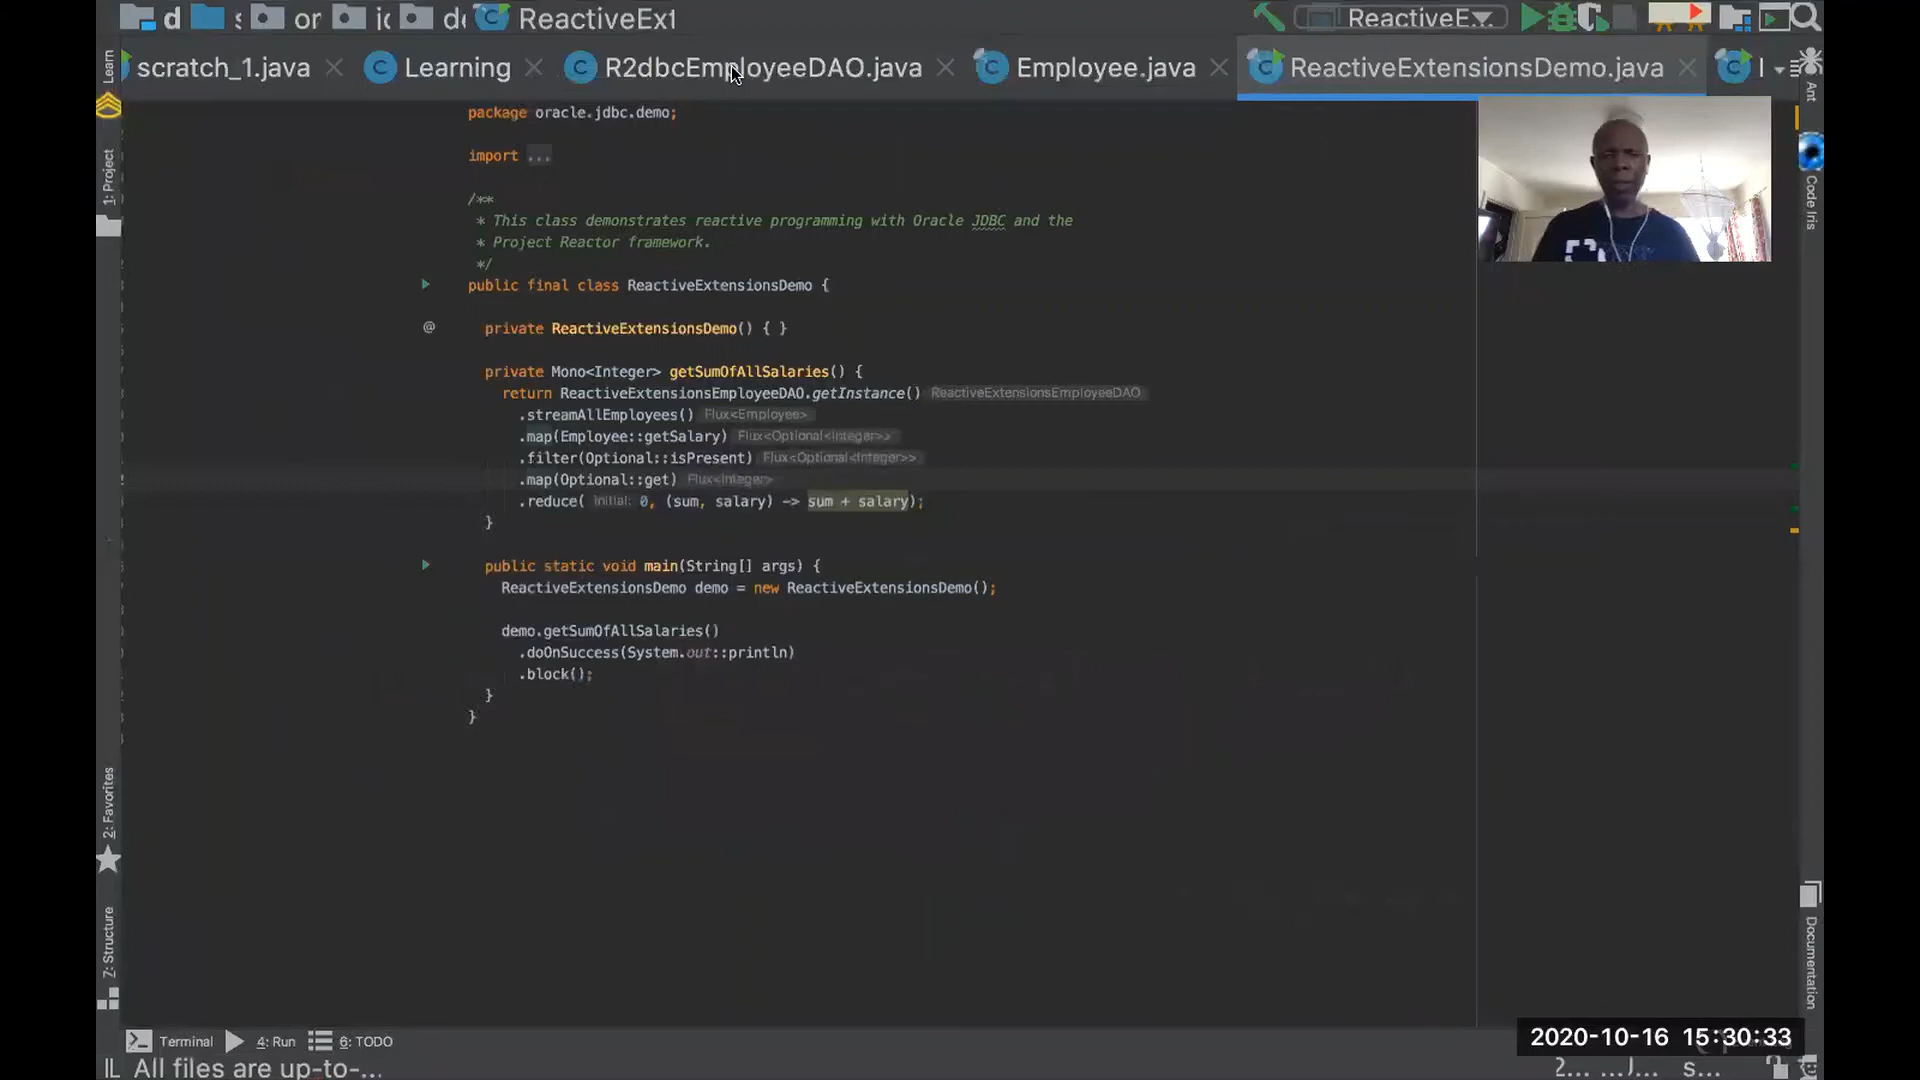 d
or
ReactiveExt
ReactiveE...
scratch_1.java
Learning
R2dbcEmployeeDAO.java
Employee.java
ReactiveExtensionsDemo.java
Learn
1: Project
2: Favorites
Z: Structure
Ant
Code Iris
Documentation
package oracle.jdbc.demo;
import ...
/**
* This class demonstrates reactive programming with Oracle JDBC and the
* Project Reactor framework.
*/
public final class ReactiveExtensionsDemo {
@ private ReactiveExtensionsDemo() { }
private Mono<Integer> getSumOfAllSalaries() {
return ReactiveExtensionsEmployeeDAO.getInstance() ReactiveExtensionsEmployeeDAO
.streamAllEmployees() Flux<Employee>
.map(Employee::getSalary) Flux<Optional<Integer>>
.filter(Optional::isPresent) Flux<Optional<Integer>>
.map(Optional::get) Flux<Integer>
.reduce( initial: 0, (sum, salary) -> sum + salary);
}
public static void main(String[] args) {
ReactiveExtensionsDemo demo = new ReactiveExtensionsDemo();
demo.getSumOfAllSalaries()
.doOnSuccess(System.out::println)
.block();
}
}
Terminal 4: Run 6: TODO
2020-10-16 15:30:33
All files are up-to-...
2... ...J... s...